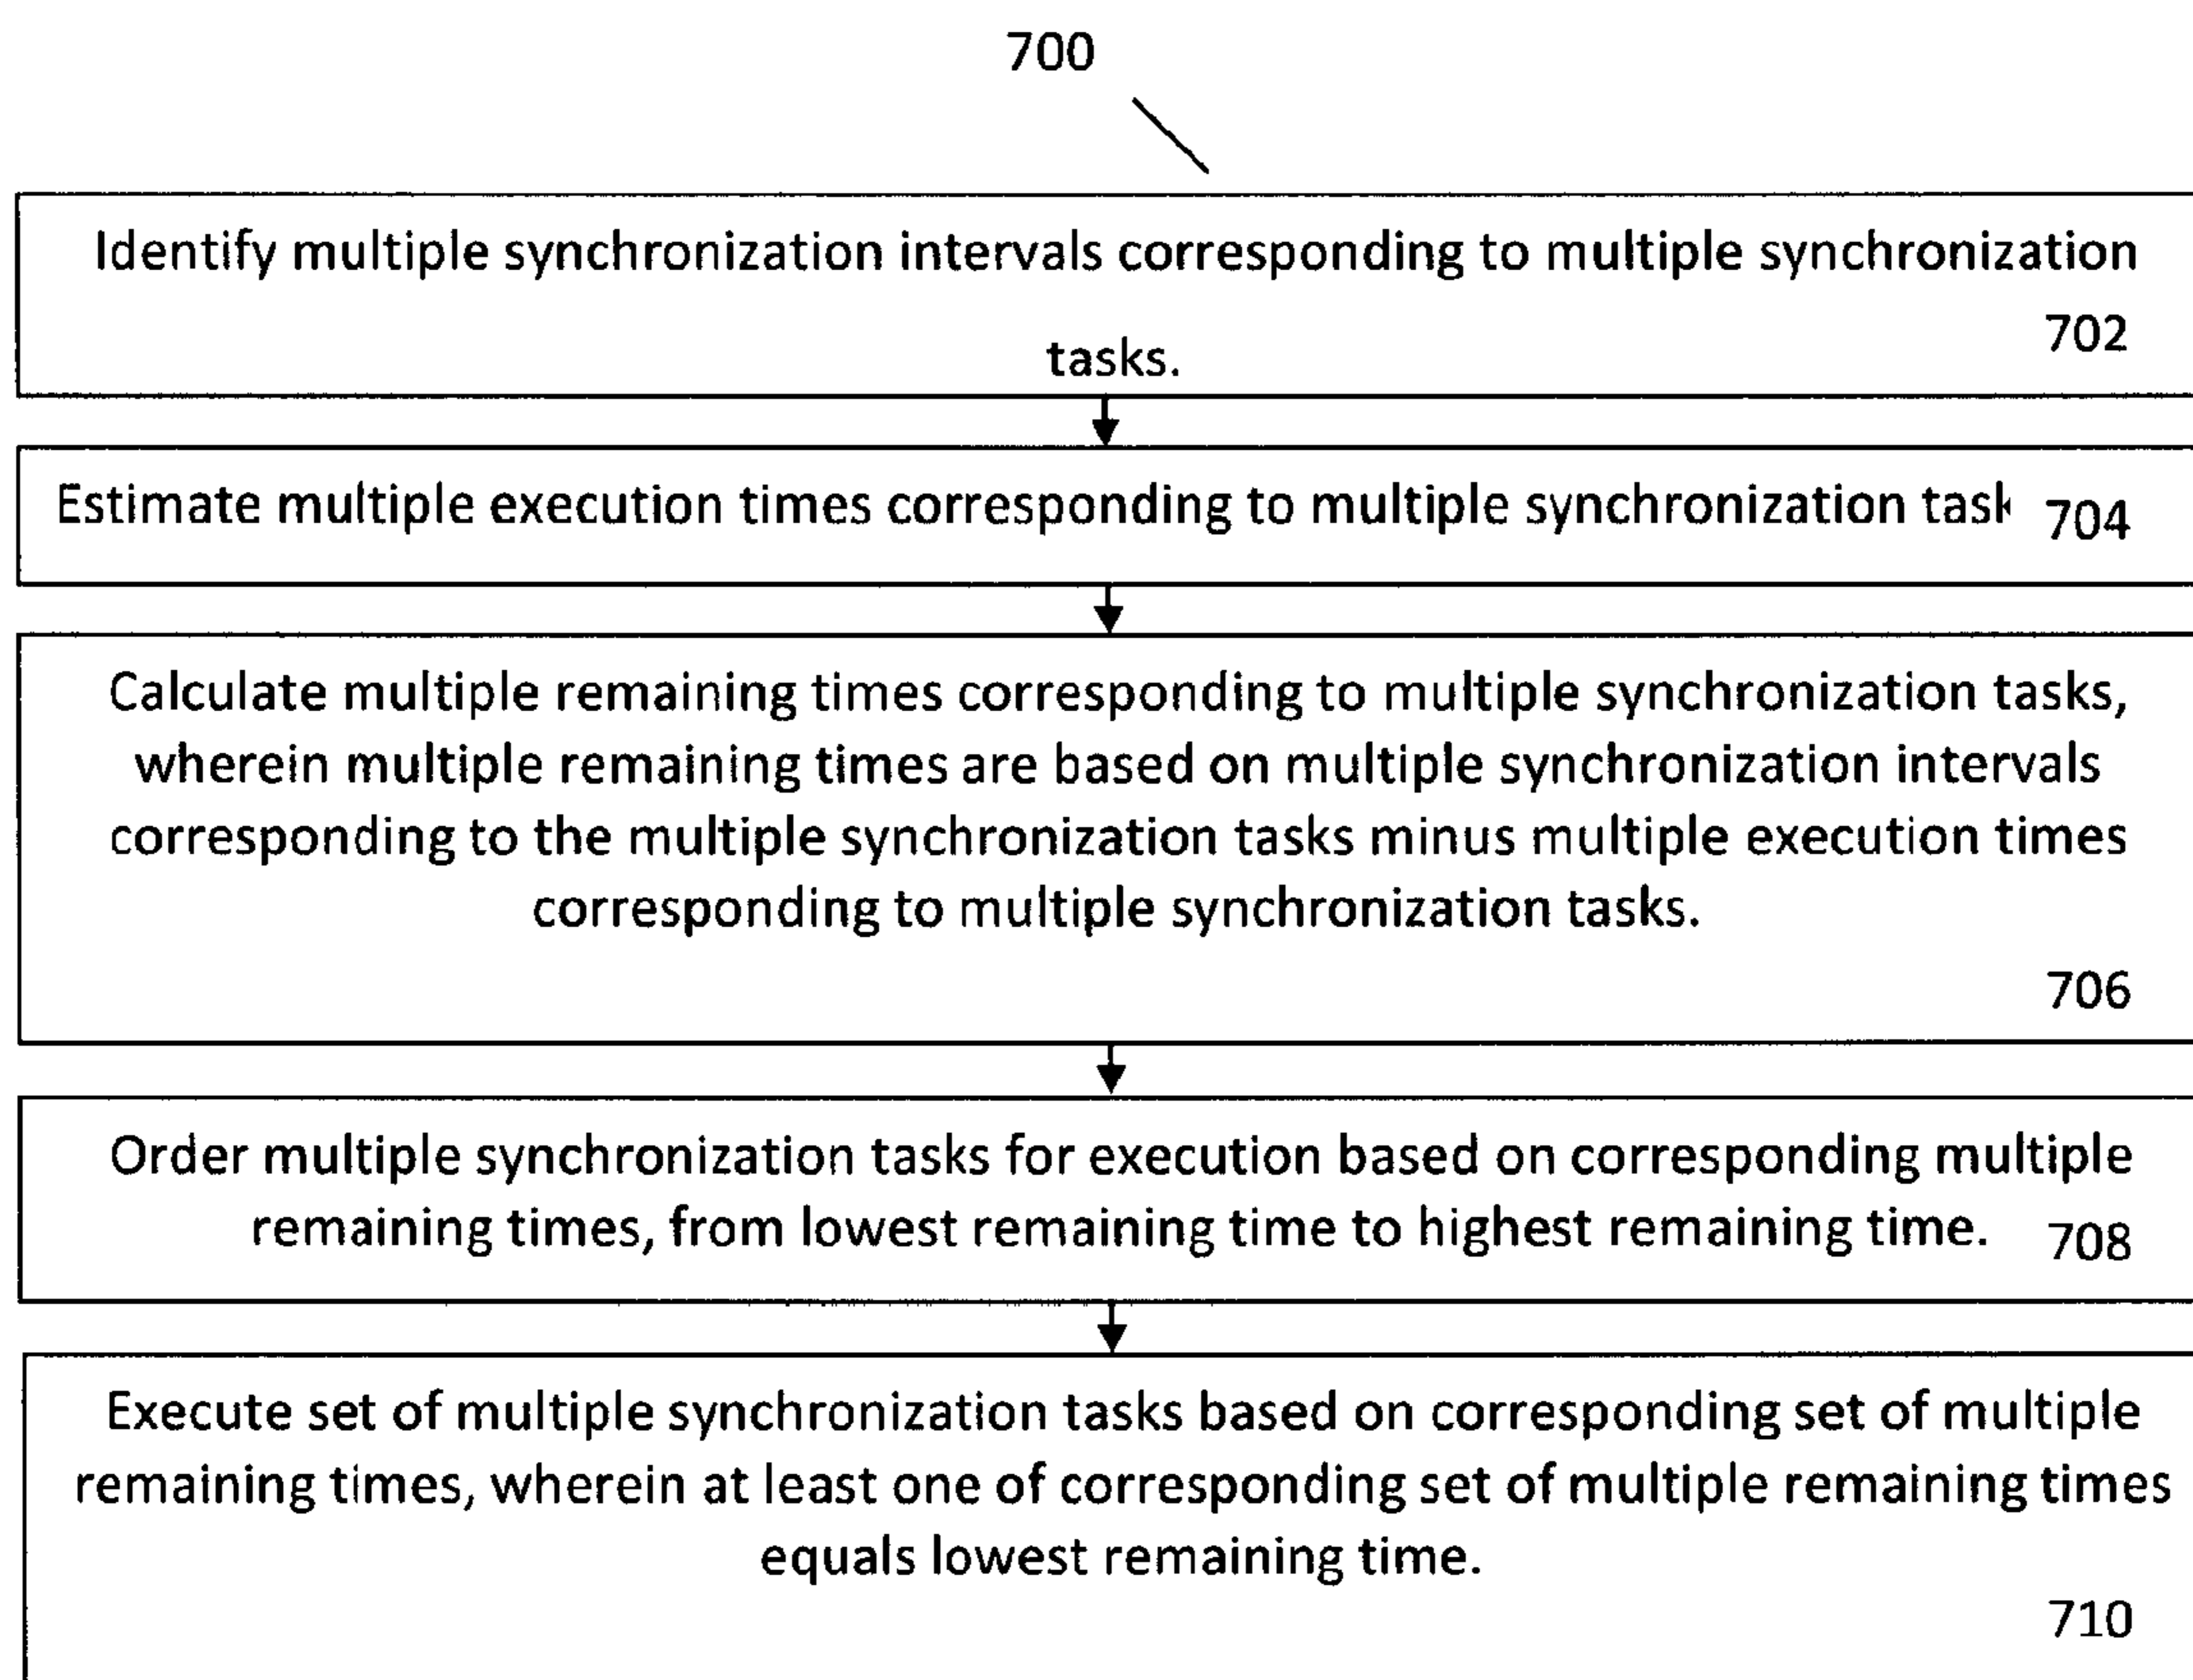 700
Identify multiple synchronization intervals corresponding to multiple synchronization
702
tasks.
Estimate multiple execution times corresponding to multiple synchronization task 704
Calculate multiple remaining times corresponding to multiple synchronization tasks,
wherein multiple remaining times are based on multiple synchronization intervals
corresponding to the multiple synchronization tasks minus multiple execution times
corresponding to multiple synchronization tasks.
706
Order multiple synchronization tasks for execution based on corresponding multiple
remaining times, from lowest remaining time to highest remaining time. 708
Execute set of multiple synchronization tasks based on corresponding set of multiple
remaining times, wherein at least one of corresponding set of multiple remaining times
equals lowest remaining time.
710